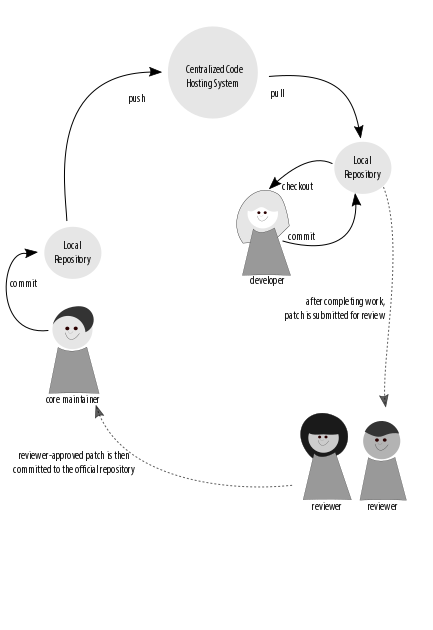 Centralized Code
Hosting System
push
pull
Local
Repository
checkout
commit
developer
Local
Repository
commit
after completing work,
patch is submitted for review
core maintainer
reviewer-approved patch is then
committed to the official repository
reviewer
reviewer